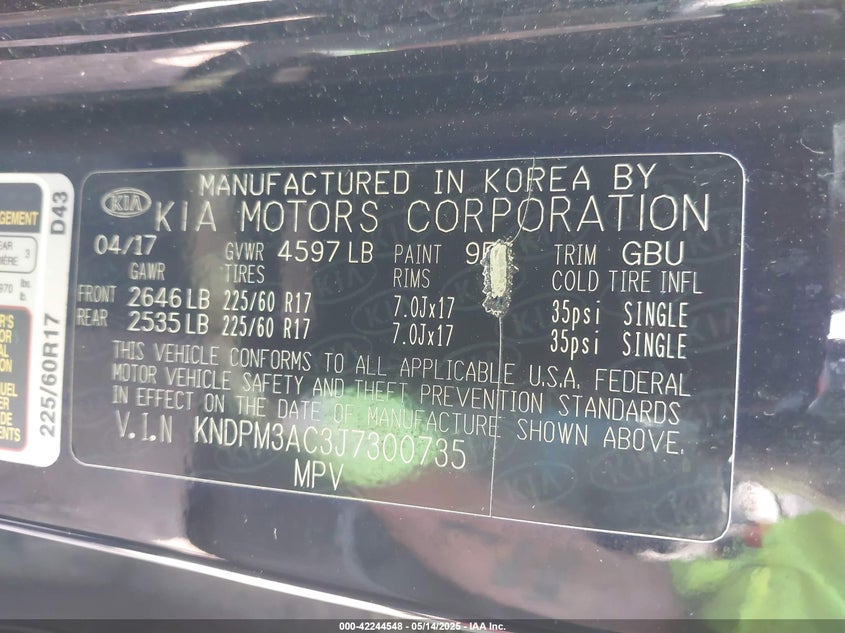 MANUFACTURED IN KOREA BY
KIA KIA MOTORS CORPORATION
04/17 GVWR 4597 LB PAINT TRIM GBU
GAWR TIRES RIMS COLD TIRE INFL
FRONT 2646 LB 225/60 R17 7.0Jx17 35psi SINGLE
REAR 2535 LB 225/60 R17 7.0Jx17 35psi SINGLE
THIS VEHICLE CONFORMS TO ALL APPLICABLE U.S.A. FEDERAL
MOTOR VEHICLE SAFETY AND THEFT PREVENTION STANDARDS
IN EFFECT ON THE DATE OF MANUFACTURE SHOWN ABOVE.
V.I.N KNDPM3AC3J7300735
MPV
D43
225/60R17
000-42244548 — 05/14/2025 — IAA Inc.